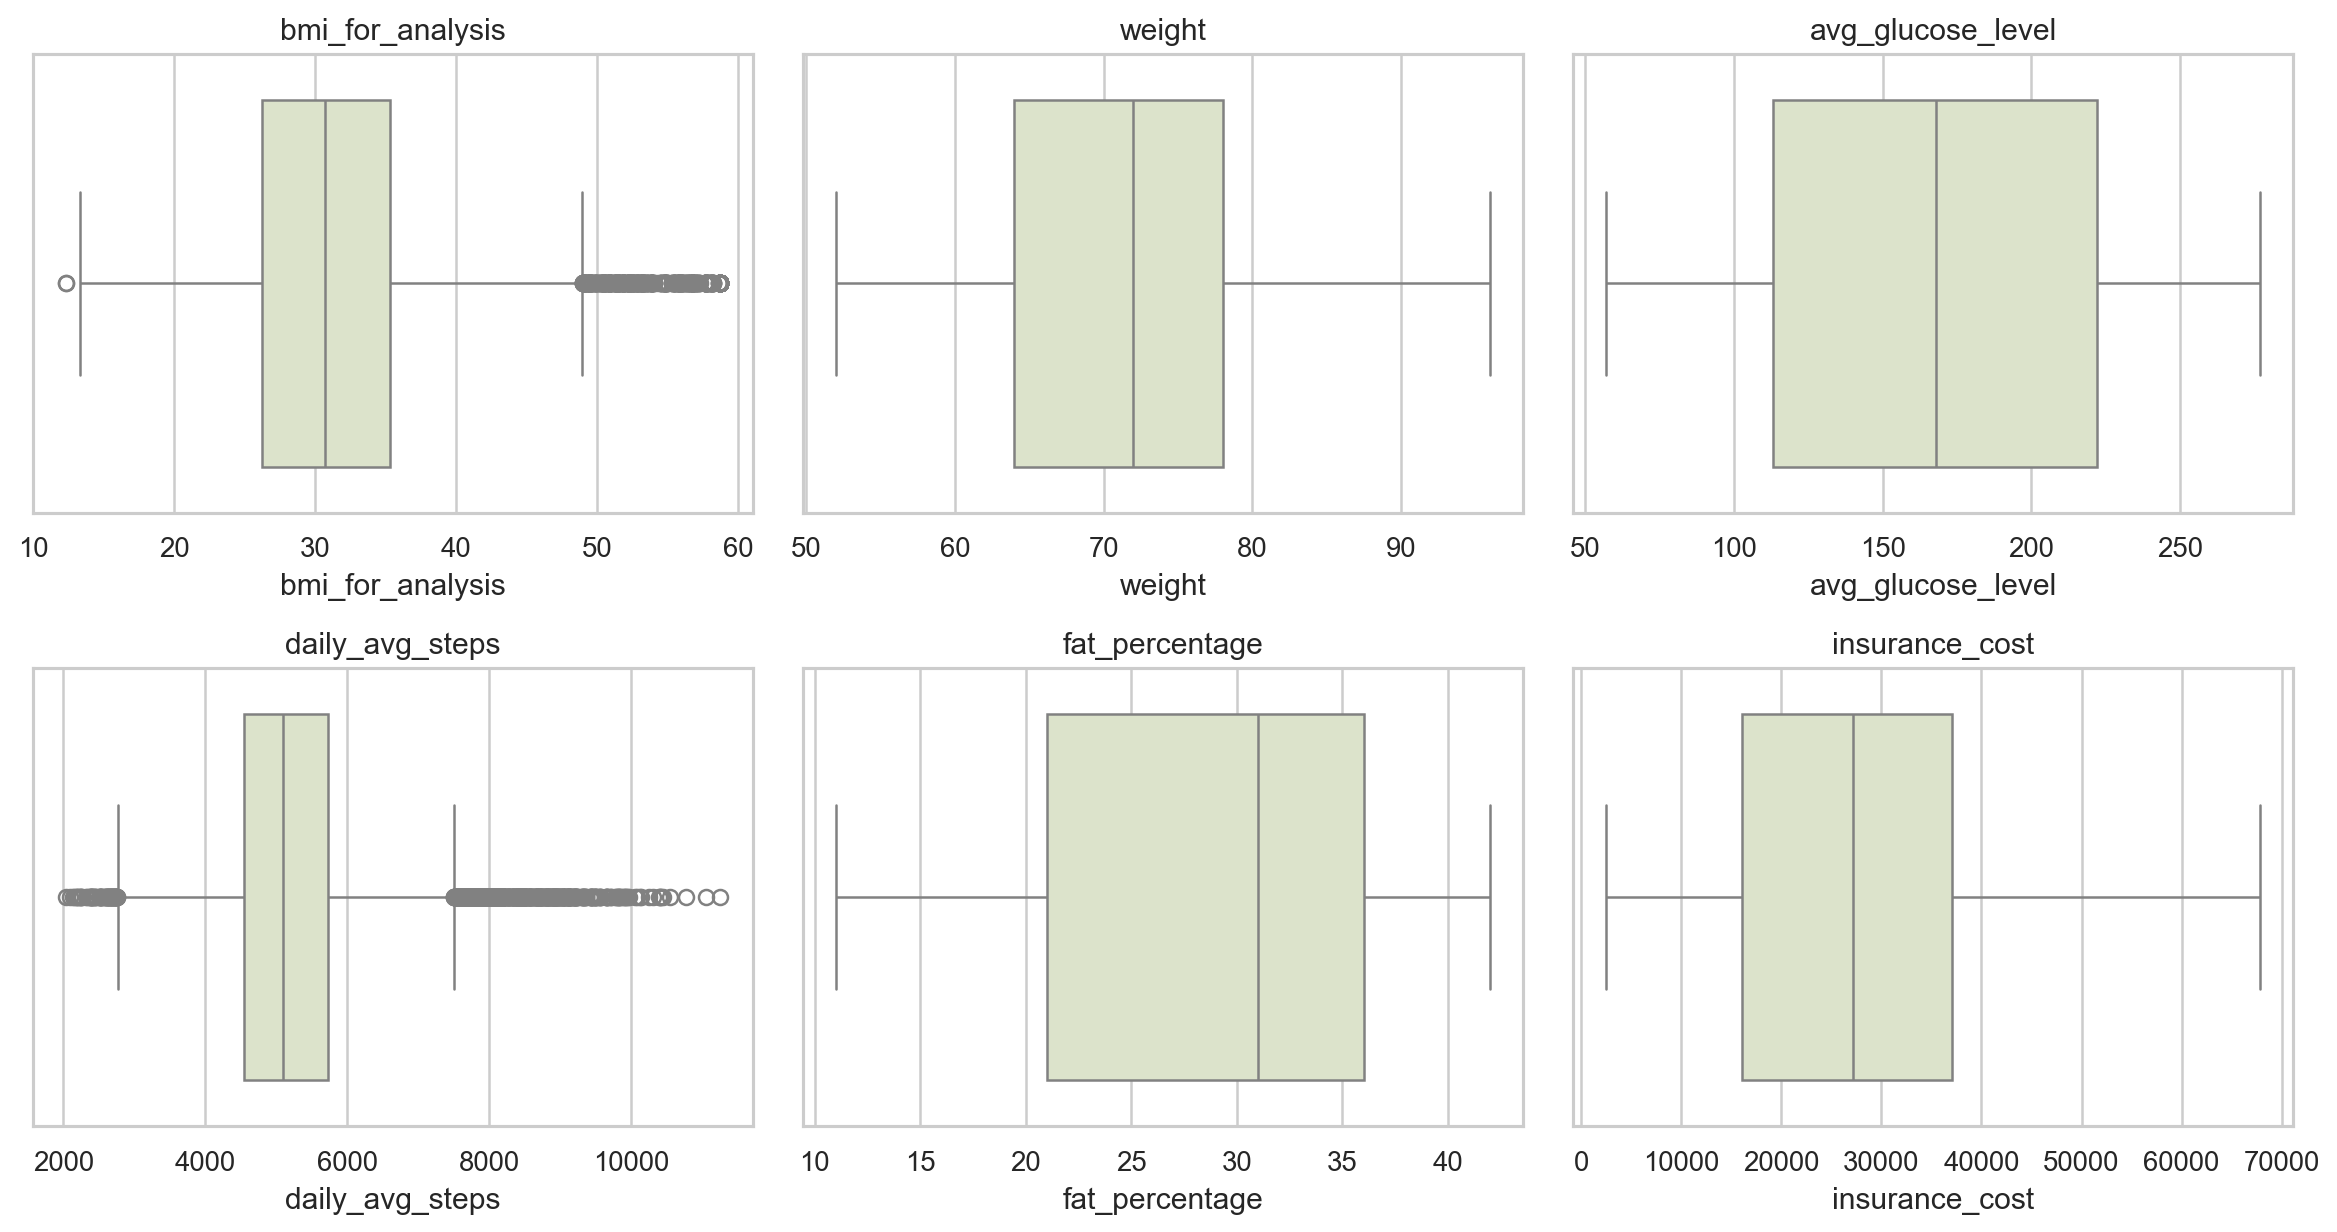 bmi_for_analysis
weight
avg_glucose_level
10 20 30 40 50 60
50 60 70 80 90
50 100 150 200 250
bmi_for_analysis
weight
avg_glucose_level
daily_avg_steps
fat_percentage
insurance_cost
2000 4000 6000 8000 10000
10 15 20 25 30 35 40
0 10000 20000 30000 40000 50000 60000 70000
daily_avg_steps
fat_percentage
insurance_cost